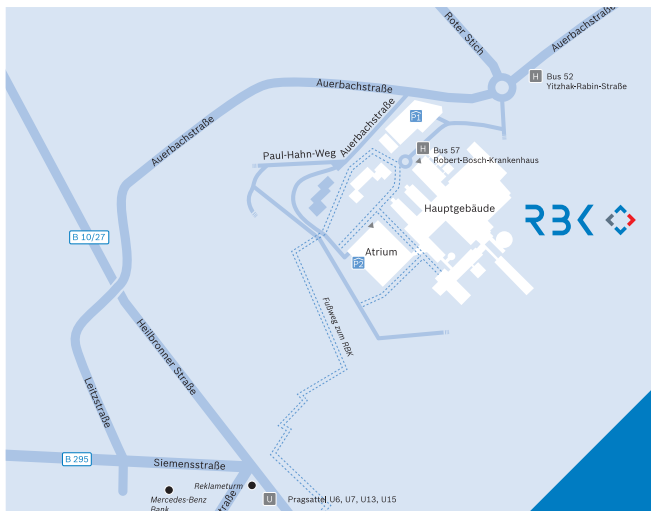 Roter Stich
Auerbachstraße
H Bus 52
Yitzhak-Rabin-Straße
Auerbachstraße
Auerbachstraße
P1
Auerbachstraße
H Bus 57
Robert-Bosch-Krankenhaus
Paul-Hahn-Weg
Hauptgebäude
RBK
B 10/27
Atrium
P2
Fußweg zum RBK
Heilbronner Straße
Leitzstraße
B 295
Siemensstraße
Reklameturm
Mercedes-Benz
Bank
straße
U Pragsattel U6, U7, U13, U15